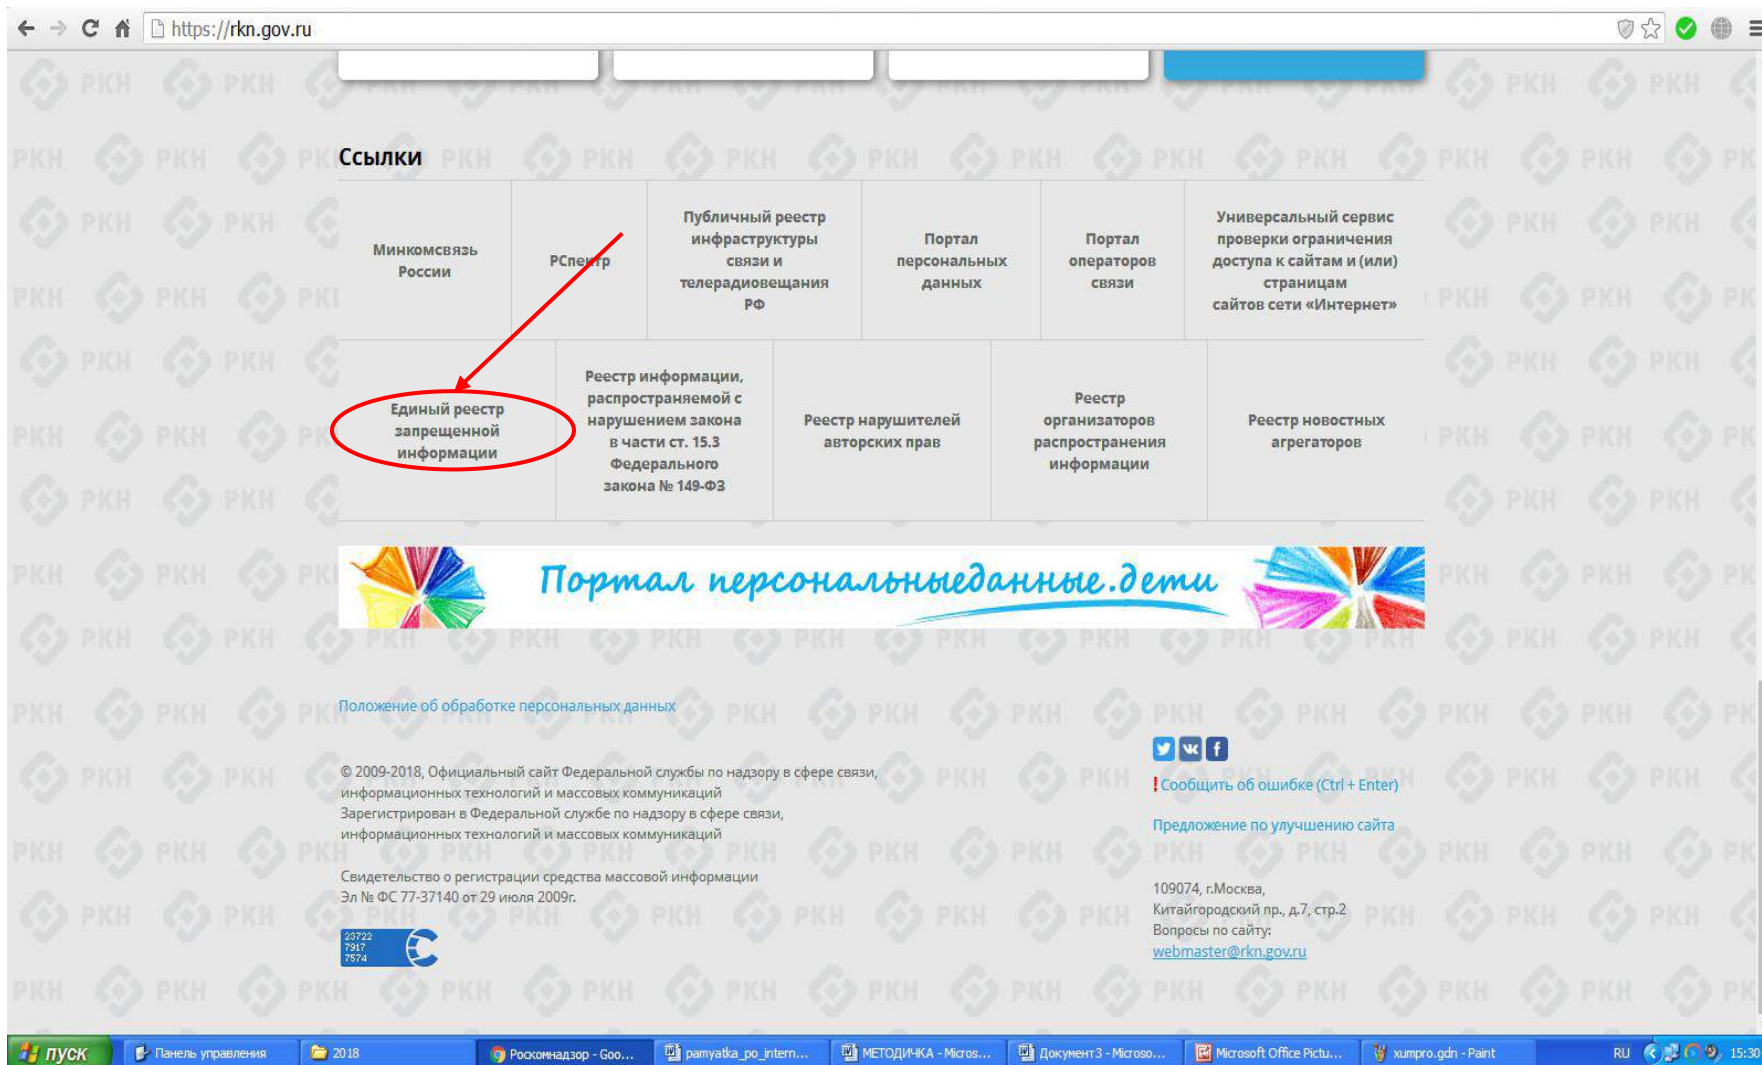 https://rkn.gov.ru
Ссылки
Минкомсвязь
России
РСпектр
Публичный реестр
инфраструктуры
связи и
телерадиовещания
РФ
Портал
персональных
данных
Портал
операторов
связи
Универсальный сервис
проверки ограничения
доступа к сайтам и (или)
страницам
сайтов сети «Интернет»
Единый реестр
запрещенной
информации
Реестр информации,
распространяемой с
нарушением закона
в части ст. 15.3
Федерального
закона № 149-ФЗ
Реестр нарушителей
авторских прав
Реестр
организаторов
распространения
информации
Реестр новостных
агрегаторов
Портал персональныеданные.дети
Положение об обработке персональных данных
© 2009-2018, Официальный сайт Федеральной службы по надзору в сфере связи,
информационных технологий и массовых коммуникаций
Зарегистрирован в Федеральной службе по надзору в сфере связи,
информационных технологий и массовых коммуникаций
Свидетельство о регистрации средства массовой информации
Эл № ФС 77-37140 от 29 июля 2009г.
23722
7917
7574
! Сообщить об ошибке (Ctrl + Enter)
Предложение по улучшению сайта
109074, г.Москва,
Китайгородский пр., д.7, стр.2
Вопросы по сайту:
webmaster@rkn.gov.ru
пуск
Панель управления
2018
Роскомнадзор - Goo...
pamyatka_po_intern...
МЕТОДИЧКА - Micros...
Документ3 - Microso...
Microsoft Office Pictu...
xumpro.gdn - Paint
RU
15:30
РКН